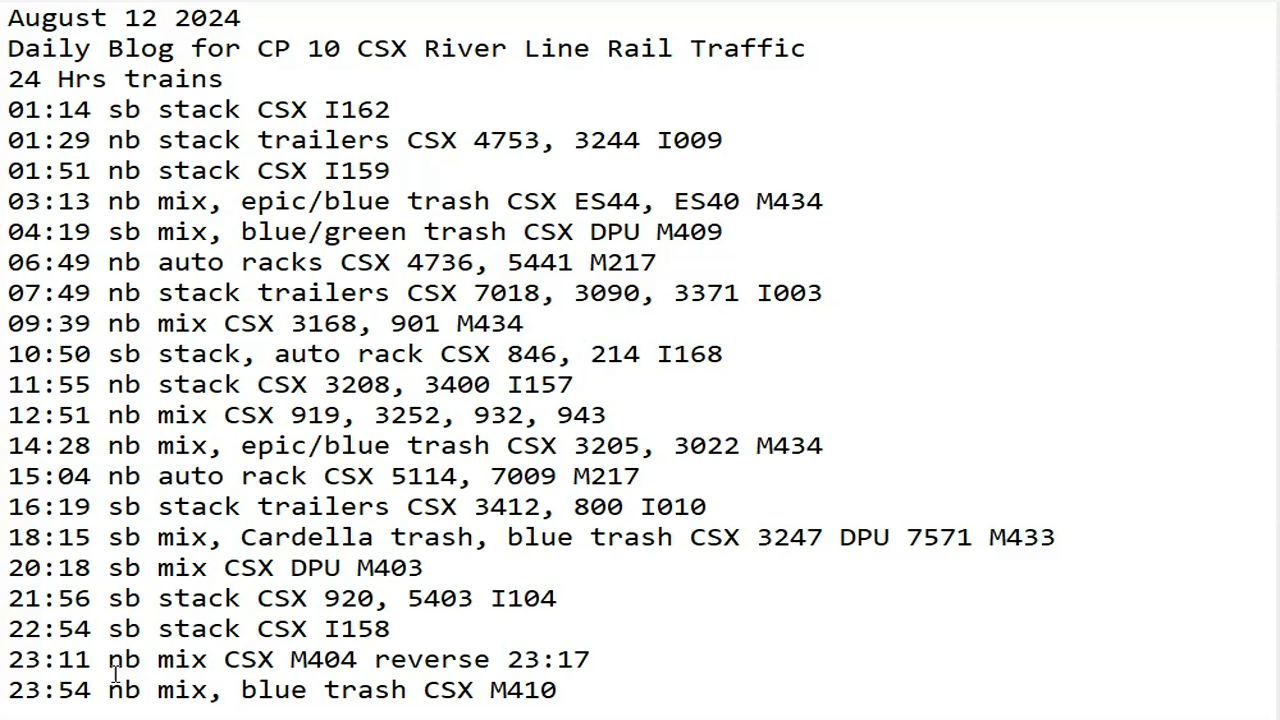 August 12 2024
Daily Blog for CP 10 CSX River Line Rail Traffic
24 Hrs trains
01:14 sb stack CSX I162
01:29 nb stack trailers CSX 4753, 3244 I009
01:51 nb stack CSX I159
03:13 nb mix, epic/blue trash CSX ES44, ES40 M434
04:19 sb mix, blue/green trash CSX DPU M409
06:49 nb auto racks CSX 4736, 5441 M217
07:49 nb stack trailers CSX 7018, 3090, 3371 I003
09:39 nb mix CSX 3168, 901 M434
10:50 sb stack, auto rack CSX 846, 214 I168
11:55 nb stack CSX 3208, 3400 I157
12:51 nb mix CSX 919, 3252, 932, 943
14:28 nb mix, epic/blue trash CSX 3205, 3022 M434
15:04 nb auto rack CSX 5114, 7009 M217
16:19 sb stack trailers CSX 3412, 800 I010
18:15 sb mix, Cardella trash, blue trash CSX 3247 DPU 7571 M433
20:18 sb mix CSX DPU M403
21:56 sb stack CSX 920, 5403 I104
22:54 sb stack CSX I158
23:11 nb mix CSX M404 reverse 23:17
23:54 nb mix, blue trash CSX M410